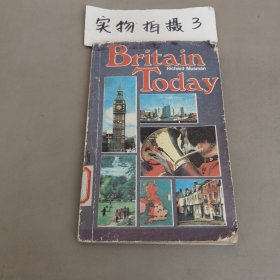 实物拍摄3
Britain
Richard Musman
Today